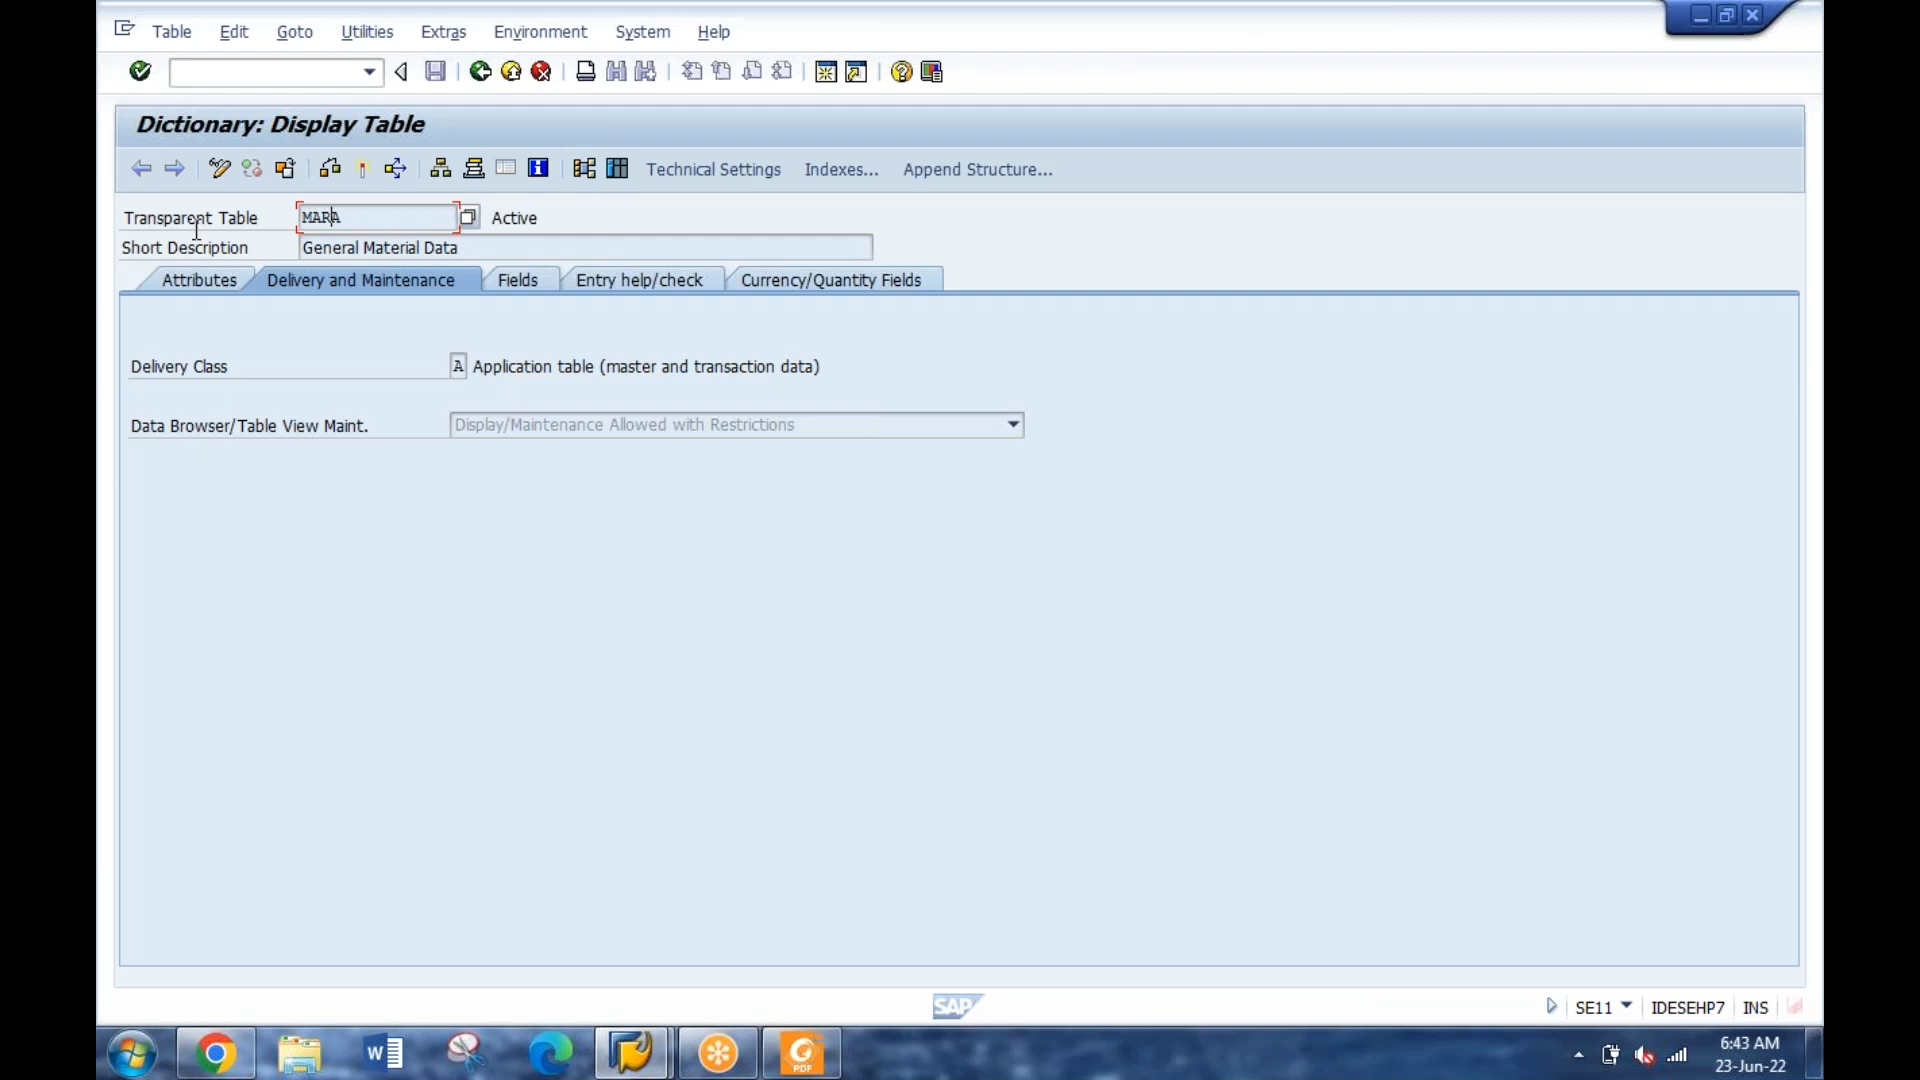 Table Edit Goto Utilities Extras Environment System Help
Dictionary: Display Table
Technical Settings Indexes... Append Structure...
Transparent Table MARA Active
Short Description General Material Data
Attributes Delivery and Maintenance Fields Entry help/check Currency/Quantity Fields
Delivery Class A Application table (master and transaction data)
Data Browser/Table View Maint. Display/Maintenance Allowed with Restrictions
SAP SE11 IDESEHP7 INS
W PDF 6:43 AM
23-Jun-22